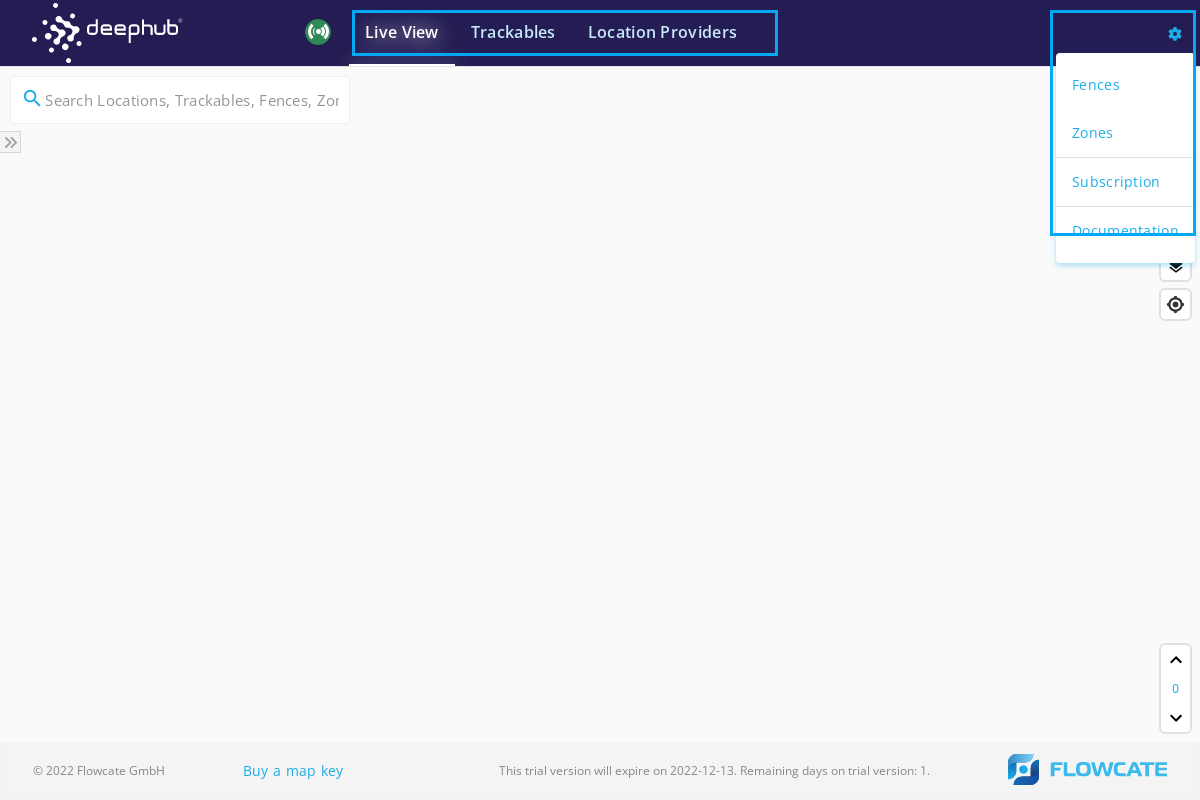 deephub®
Live View
Trackables
Location Providers
Search Locations, Trackables, Fences, Zor
Fences
Zones
Subscription
Documentation
0
© 2022 Flowcate GmbH
Buy a map key
This trial version will expire on 2022-12-13. Remaining days on trial version: 1.
FLOWCATE